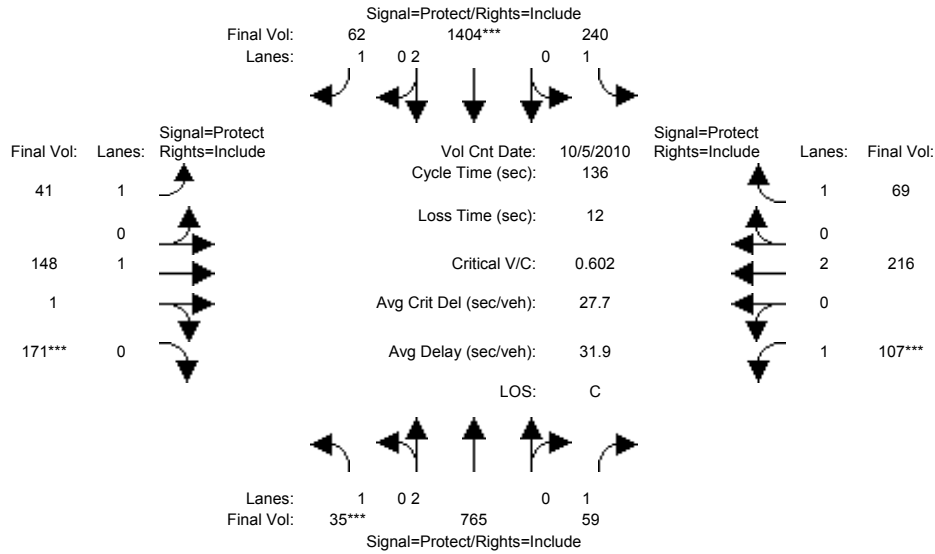 Signal=Protect/Rights=Include
Final Vol: 62 1404*** 240
Lanes: 1 0 2 0 1
Signal=Protect
Final Vol: Lanes: Rights=Include
Vol Cnt Date: 10/5/2010
Signal=Protect
Rights=Include Lanes: Final Vol:
Cycle Time (sec): 136
41 1
1 69
Loss Time (sec): 12
0
0
148 1
Critical V/C: 0.602
2 216
1
Avg Crit Del (sec/veh): 27.7
0
171*** 0
Avg Delay (sec/veh): 31.9
1 107***
LOS: C
Lanes: 1 0 2 0 1
Final Vol: 35*** 765 59
Signal=Protect/Rights=Include